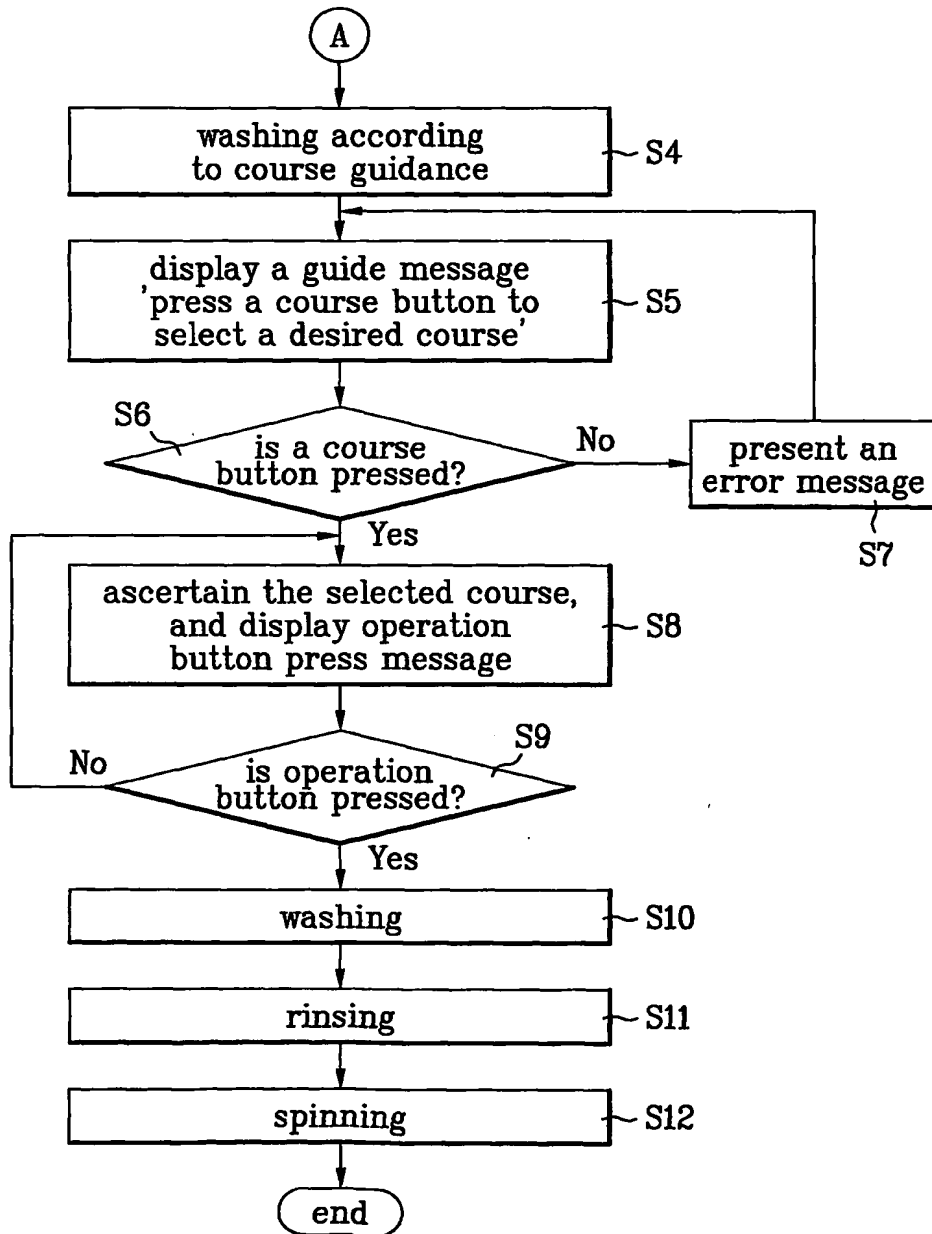 A
washing according
to course guidance
S4
display a guide message
'press a course button to
select a desired course'
S5
S6
is a course
button pressed?
No
present an
error message
S7
Yes
ascertain the selected course,
and display operation
button press message
S8
S9
No
is operation
button pressed?
Yes
washing
S10
rinsing
S11
spinning
S12
end